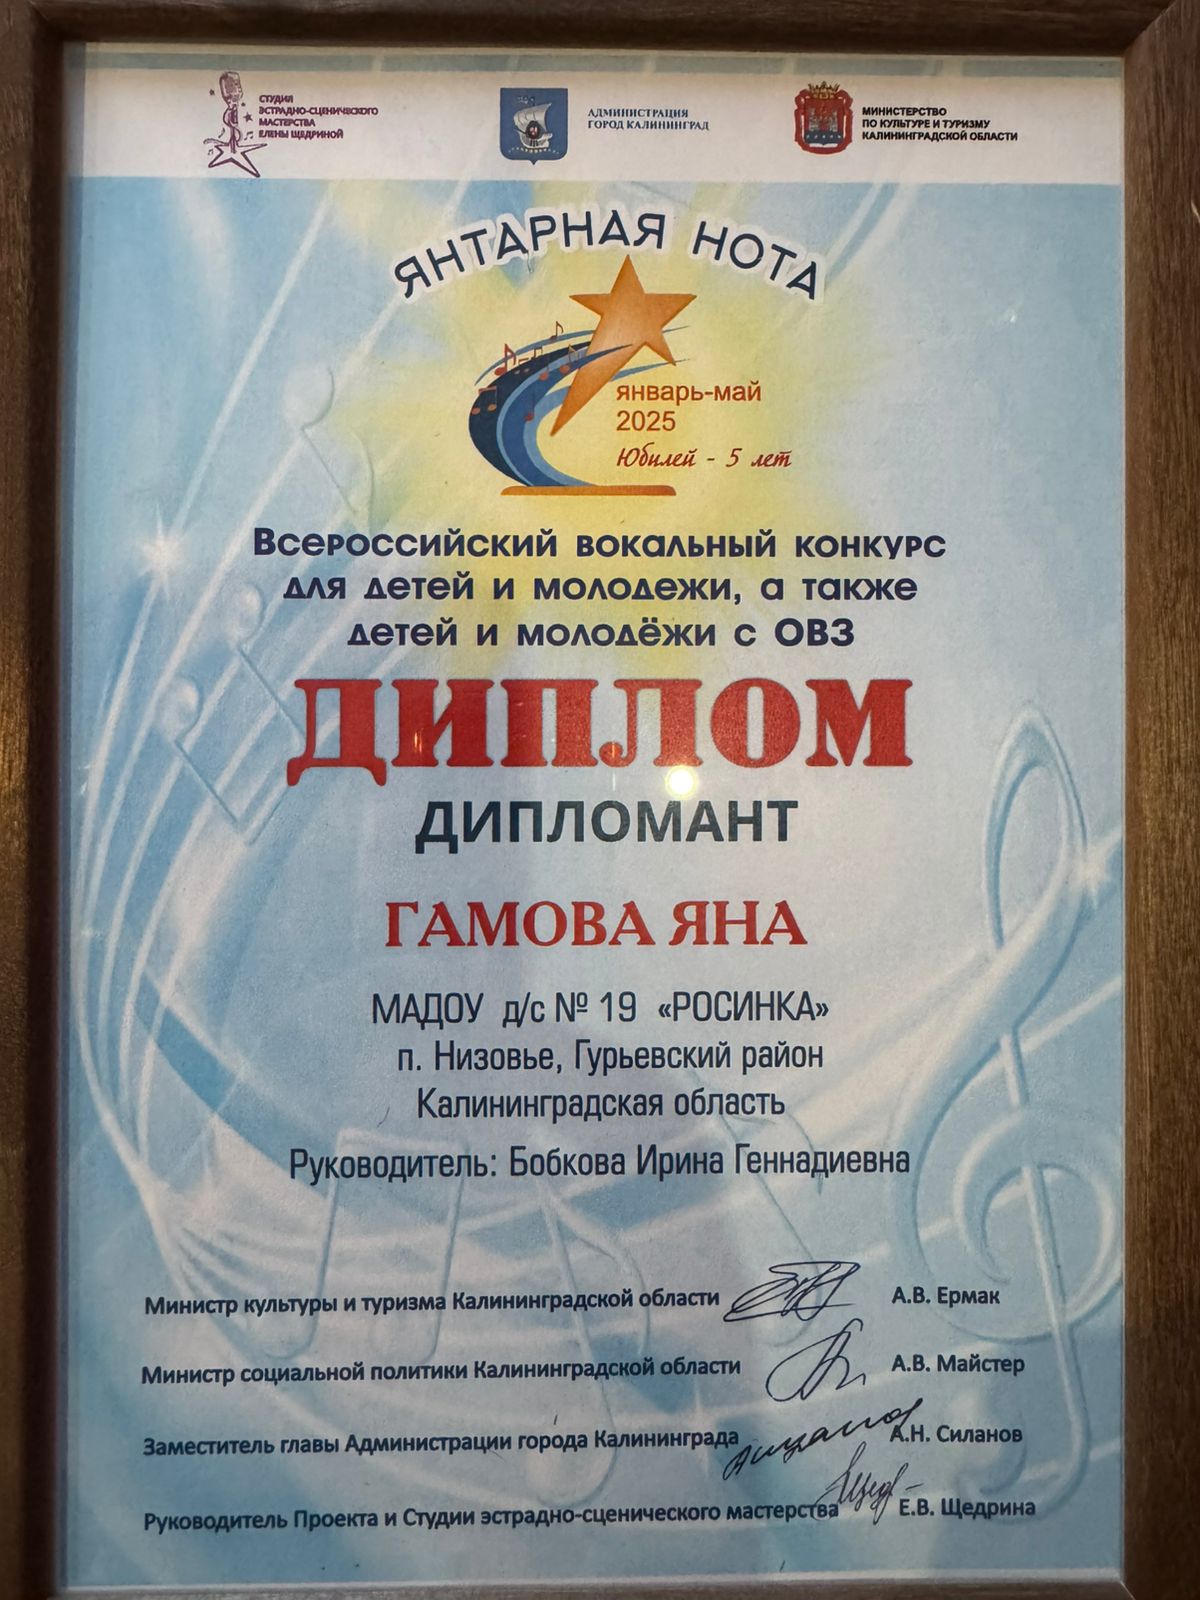 СТУДИЯ
ЭСТРАДНО-СЦЕНИЧЕСКОГО
МАСТЕРСТВА
ЕЛЕНЫ ЩЕДРИНОЙ
АДМИНИСТРАЦИЯ
ГОРОД КАЛИНИНГРАД
МИНИСТЕРСТВО
ПО КУЛЬТУРЕ И ТУРИЗМУ
КАЛИНИНГРАДСКОЙ ОБЛАСТИ
ЯНТАРНАЯ НОТА
январь-май
2025
Юбилей - 5 лет
Всероссийский вокальный конкурс
для детей и молодежи, а также
детей и молодёжи с ОВЗ
ДИПЛОМ
ДИПЛОМАНТ
ГАМОВА ЯНА
МАДОУ д/с № 19 «РОСИНКА»
п. Низовье, Гурьевский район
Калининградская область
Руководитель: Бобкова Ирина Геннадиевна
Министр культуры и туризма Калининградской области А.В. Ермак
Министр социальной политики Калининградской области А.В. Майстер
Заместитель главы Администрации города Калининграда А.Н. Силанов
Руководитель Проекта и Студии эстрадно-сценического мастерства Е.В. Щедрина